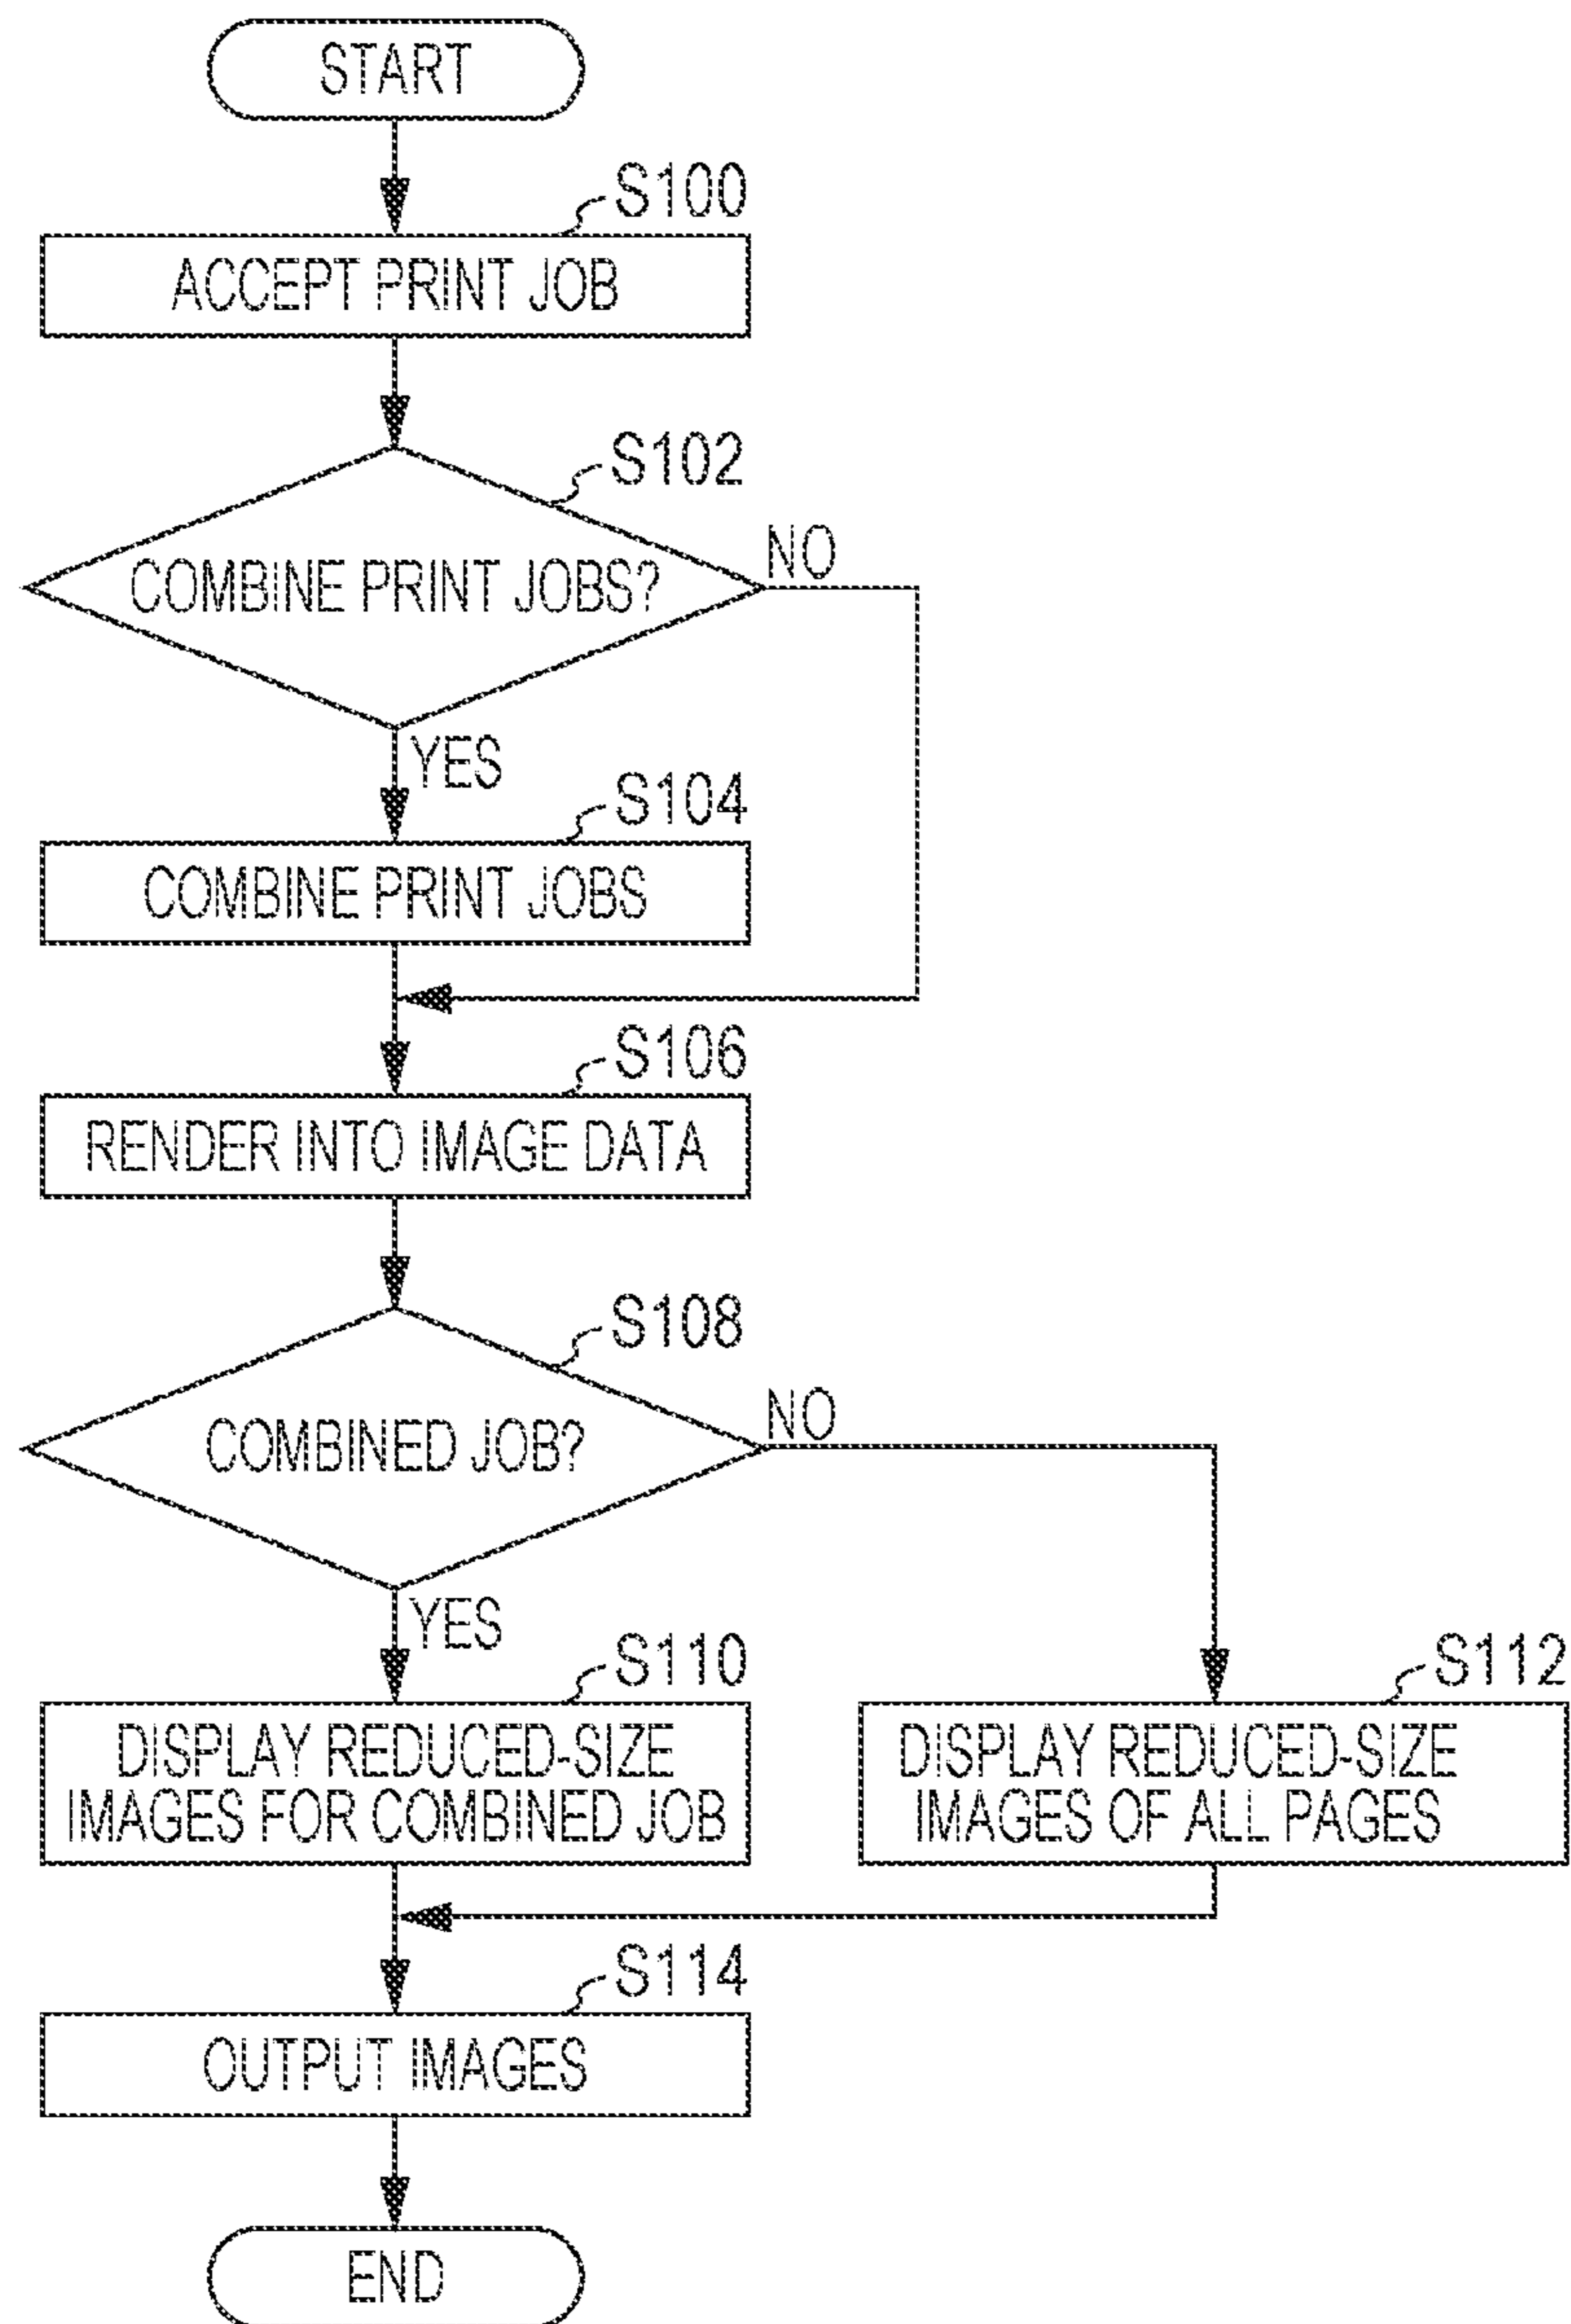 START
S100
ACCEPT PRINT JOB
S102
COMBINE PRINT JOBS?
NO
YES
S104
COMBINE PRINT JOBS
S106
RENDER INTO IMAGE DATA
S108
COMBINED JOB?
NO
YES
S110
DISPLAY REDUCED-SIZE
IMAGES FOR COMBINED JOB
S112
DISPLAY REDUCED-SIZE
IMAGES OF ALL PAGES
S114
OUTPUT IMAGES
END